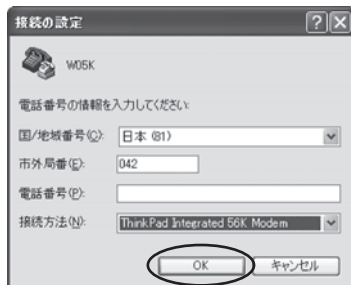 接続の設定
W05K
電話番号の情報を入力してください:
国/地域番号(C): 日本 (81)
市外局番(E): 042
電話番号(P):
接続方法(N): ThinkPad Integrated 56K Modem
OK キャンセル